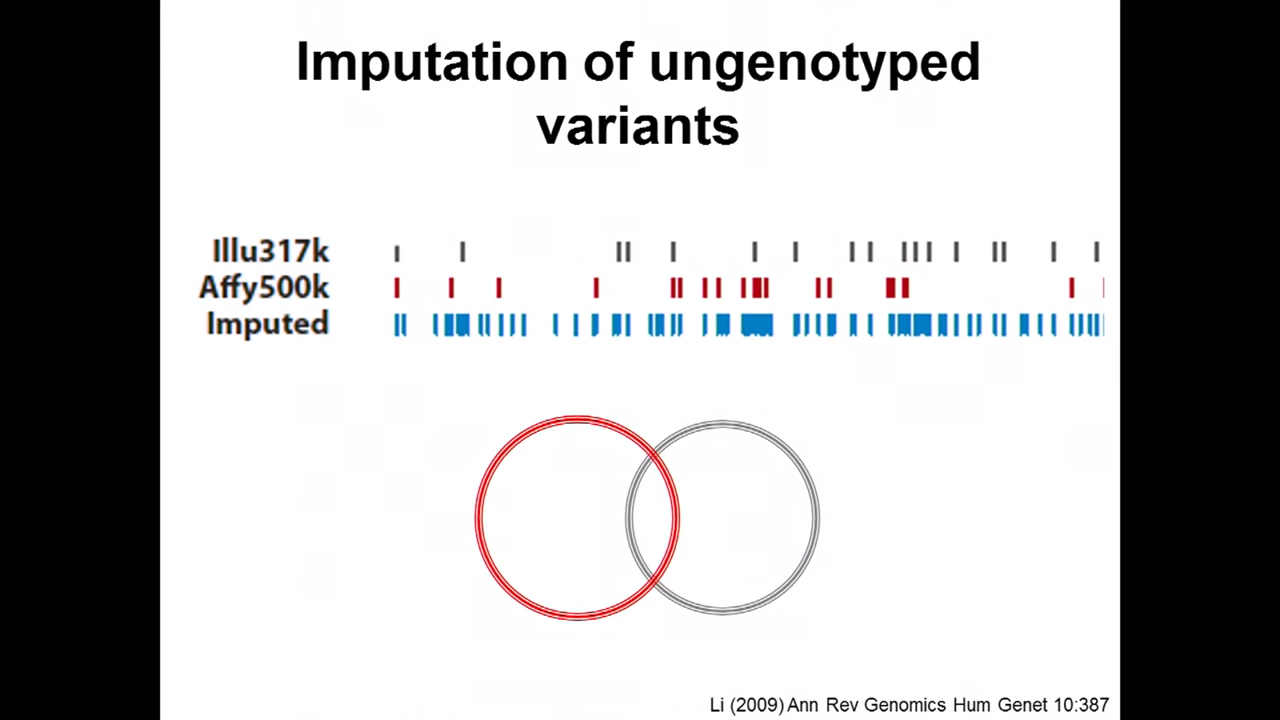 Imputation of ungenotyped
variants
Illu317k
Affy500k
Imputed
Li (2009) Ann Rev Genomics Hum Genet 10:387